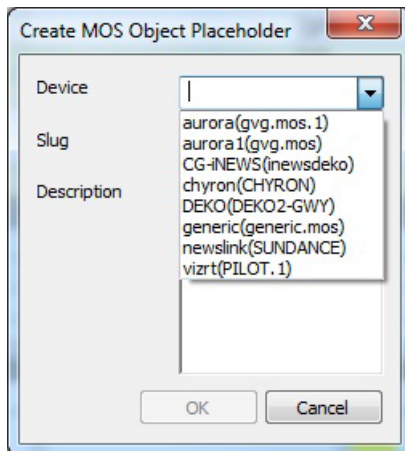 Create MOS Object Placeholder
Device
aurora(gvg.mos.1)
aurora1(gvg.mos)
Slug
CG-iNEWS(inewsdeko)
chyron(CHYRON)
Description
DEKO(DEKO2-GWY)
generic(generic.mos)
newslink(SUNDANCE)
vizrt(PILOT.1)
OK
Cancel